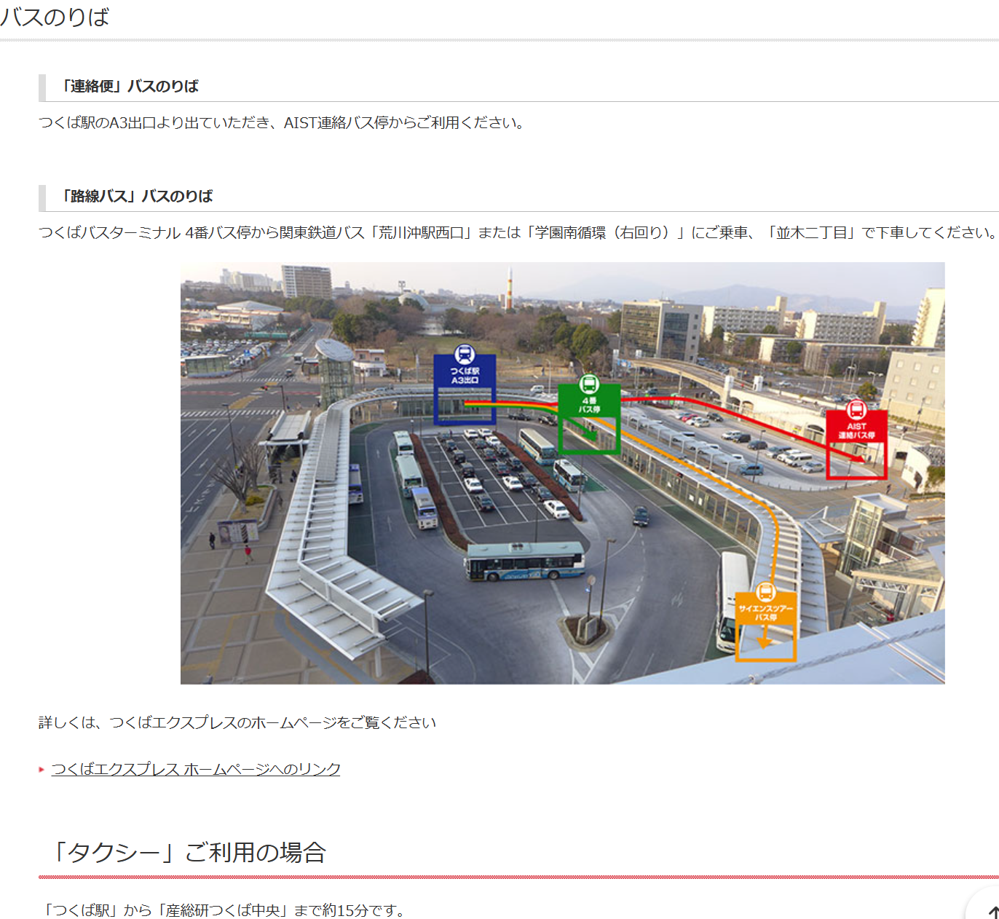 バスのりば
「連絡便」バスのりば
つくば駅のA3出口より出ていただき、AIST連絡バス停からご利用ください。
「路線バス」バスのりば
つくばバスターミナル 4番バス停から関東鉄道バス「荒川沖駅西口」または「学園南循環（右回り）」にご乗車、「並木二丁目」で下車してください。
つくば駅
A3出口
4番
バス停
AIST
連絡バス停
サイエンスツアー
バス停
詳しくは、つくばエクスプレスのホームページをご覧ください
つくばエクスプレス ホームページへのリンク
「タクシー」ご利用の場合
「つくば駅」から「産総研つくば中央」まで約15分です。